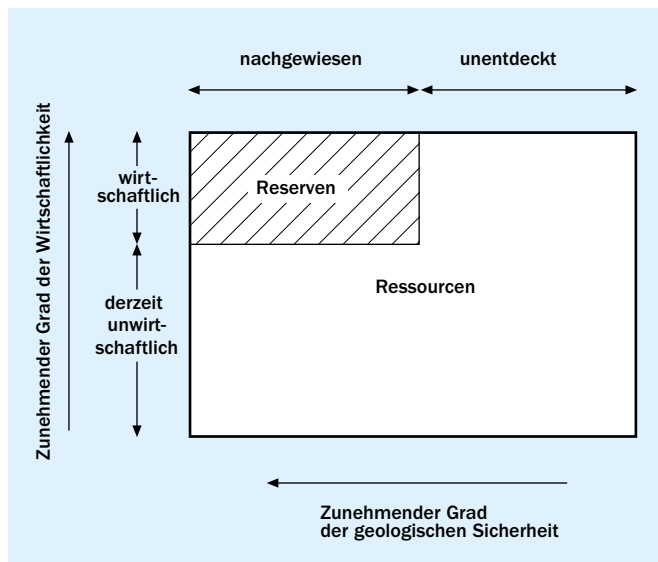 nachgewiesen
unentdeckt
Zunehmender Grad der Wirtschaftlichkeit
wirt-
schaftlich
Reserven
Ressourcen
derzeit
unwirt-
schaftlich
Zunehmender Grad
der geologischen Sicherheit